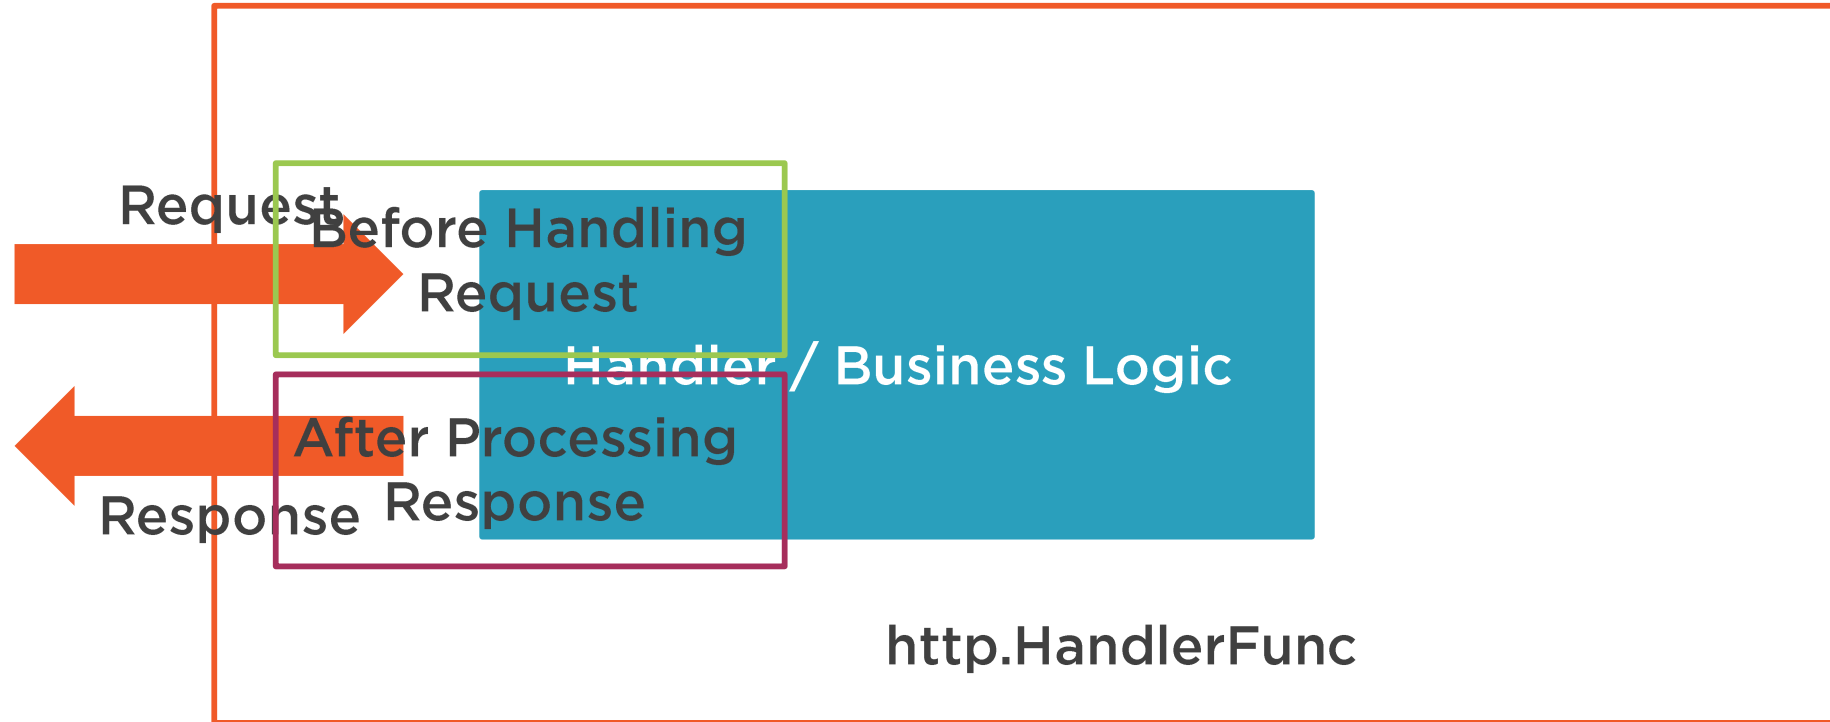 Request
Before Handling
Request
Handler / Business Logic
After Processing
Response
Response
http.HandlerFunc